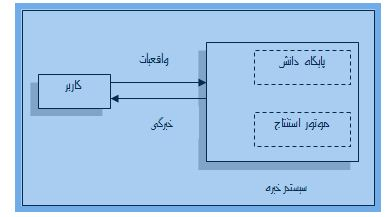 واقعیات
پایگاه دانش
کاربر
موتور استنتاج
خبرگی
سیستم خبره